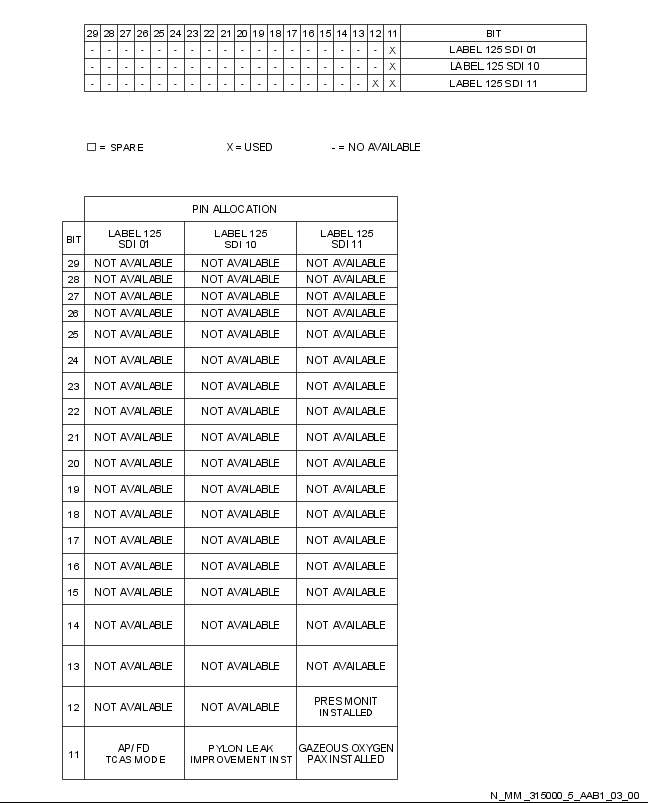 29 28 27 26 25 24 23 22 21 20 19 18 17 16 15 14 13 12 11 BIT
- - - - - - - - - - - - - - - - - - X LABEL 125 SDI 01
- - - - - - - - - - - - - - - - - - X LABEL 125 SDI 10
- - - - - - - - - - - - - - - - - X X LABEL 125 SDI 11
□ = SPARE X = USED - = NO AVAILABLE
PIN ALLOCATION
BIT LABEL 125 SDI 01 LABEL 125 SDI 10 LABEL 125 SDI 11
29 NOT AVAILABLE NOT AVAILABLE NOT AVAILABLE
28 NOT AVAILABLE NOT AVAILABLE NOT AVAILABLE
27 NOT AVAILABLE NOT AVAILABLE NOT AVAILABLE
26 NOT AVAILABLE NOT AVAILABLE NOT AVAILABLE
25 NOT AVAILABLE NOT AVAILABLE NOT AVAILABLE
24 NOT AVAILABLE NOT AVAILABLE NOT AVAILABLE
23 NOT AVAILABLE NOT AVAILABLE NOT AVAILABLE
22 NOT AVAILABLE NOT AVAILABLE NOT AVAILABLE
21 NOT AVAILABLE NOT AVAILABLE NOT AVAILABLE
20 NOT AVAILABLE NOT AVAILABLE NOT AVAILABLE
19 NOT AVAILABLE NOT AVAILABLE NOT AVAILABLE
18 NOT AVAILABLE NOT AVAILABLE NOT AVAILABLE
17 NOT AVAILABLE NOT AVAILABLE NOT AVAILABLE
16 NOT AVAILABLE NOT AVAILABLE NOT AVAILABLE
15 NOT AVAILABLE NOT AVAILABLE NOT AVAILABLE
14 NOT AVAILABLE NOT AVAILABLE NOT AVAILABLE
13 NOT AVAILABLE NOT AVAILABLE NOT AVAILABLE
12 NOT AVAILABLE NOT AVAILABLE PRES MONIT INSTALLED
11 AP/FD TCAS MODE PYLON LEAK IMPROVEMENT INST GAZEOUS OXYGEN PAX INSTALLED
N_MM_315000_5_AAB1_03_00